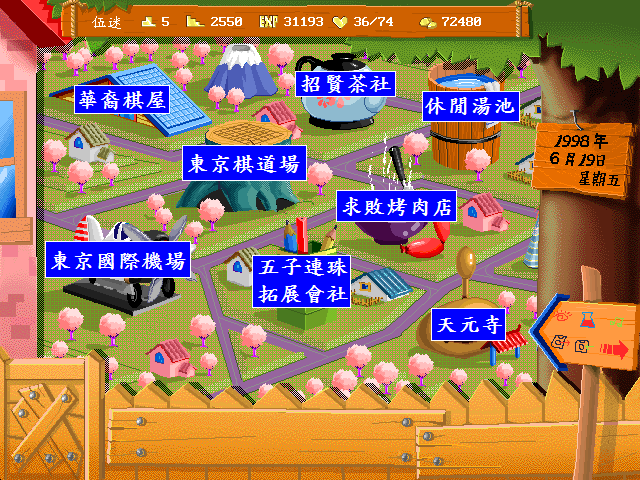 伍迷 5 2550 EXP 31193 36/74 72480
招賢茶社
華裔棋屋
休閒湯池
1998年
6月19日
星期五
東京棋道場
求敗烤肉店
東京國際機場
五子連珠
拓展會社
天元寺